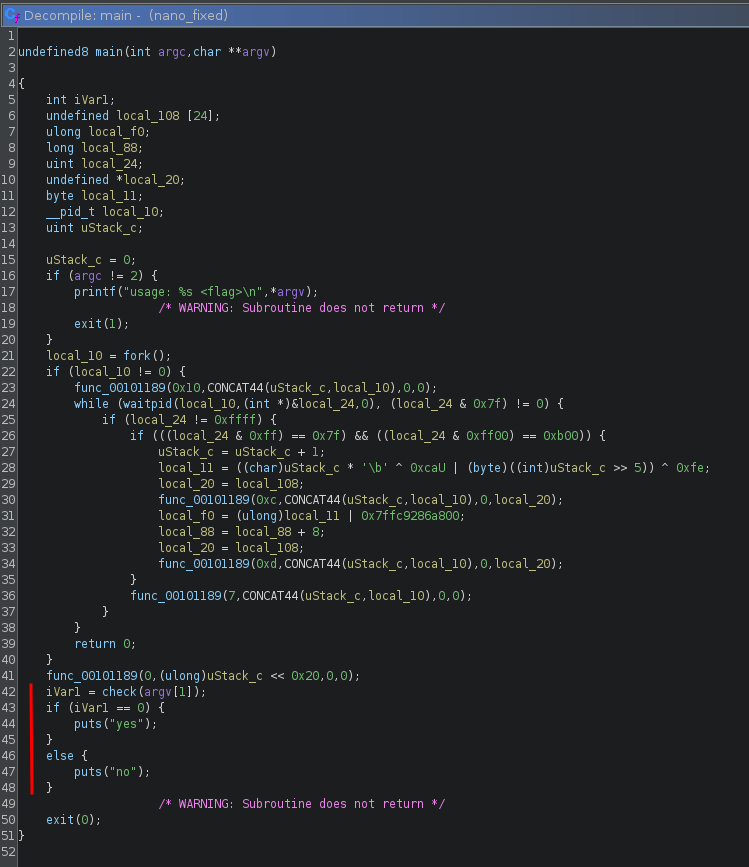 Decompile: main - (nano_fixed)
1
2 undefined8 main(int argc,char **argv)
3
4 {
5 int iVar1;
6 undefined local_108 [24];
7 ulong local_f0;
8 long local_88;
9 uint local_24;
10 undefined *local_20;
11 byte local_11;
12 __pid_t local_10;
13 uint uStack_c;
14
15 uStack_c = 0;
16 if (argc != 2) {
17 printf("usage: %s <flag>\n",*argv);
18 /* WARNING: Subroutine does not return */
19 exit(1);
20 }
21 local_10 = fork();
22 if (local_10 != 0) {
23 func_00101189(0x10,CONCAT44(uStack_c,local_10),0,0);
24 while (waitpid(local_10,(int *)&local_24,0), (local_24 & 0x7f) != 0) {
25 if (local_24 != 0xffff) {
26 if (((local_24 & 0xff) == 0x7f) && ((local_24 & 0xff00) == 0xb00)) {
27 uStack_c = uStack_c + 1;
28 local_11 = ((char)uStack_c * '\b' ^ 0xcaU | (byte)((int)uStack_c >> 5)) ^ 0xfe;
29 local_20 = local_108;
30 func_00101189(0xc,CONCAT44(uStack_c,local_10),0,local_20);
31 local_f0 = (ulong)local_11 | 0x7ffc9286a800;
32 local_88 = local_88 + 8;
33 local_20 = local_108;
34 func_00101189(0xd,CONCAT44(uStack_c,local_10),0,local_20);
35 }
36 func_00101189(7,CONCAT44(uStack_c,local_10),0,0);
37 }
38 }
39 return 0;
40 }
41 func_00101189(0,(ulong)uStack_c << 0x20,0,0);
42 iVar1 = check(argv[1]);
43 if (iVar1 == 0) {
44 puts("yes");
45 }
46 else {
47 puts("no");
48 }
49 /* WARNING: Subroutine does not return */
50 exit(0);
51 }
52